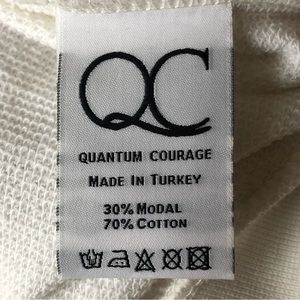 QC
QUANTUM COURAGE
MADE IN TURKEY
30% MODAL
70% COTTON